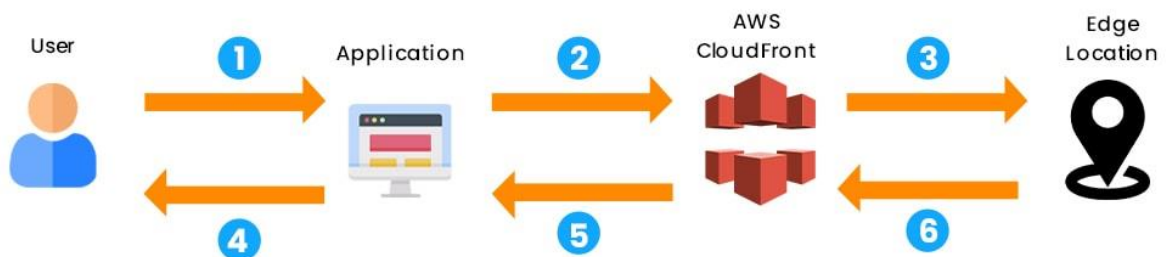 User
1
Application
2
AWS
CloudFront
3
Edge
Location
4
5
6